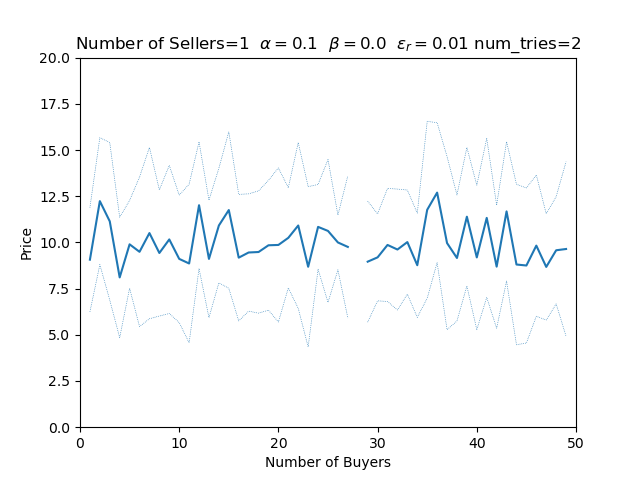 Number of Sellers=1 α = 0.1 β = 0.0 ε_r = 0.01 num_tries=2
20.0
17.5
15.0
12.5
10.0
7.5
5.0
2.5
0.0
Price
0 10 20 30 40 50
Number of Buyers